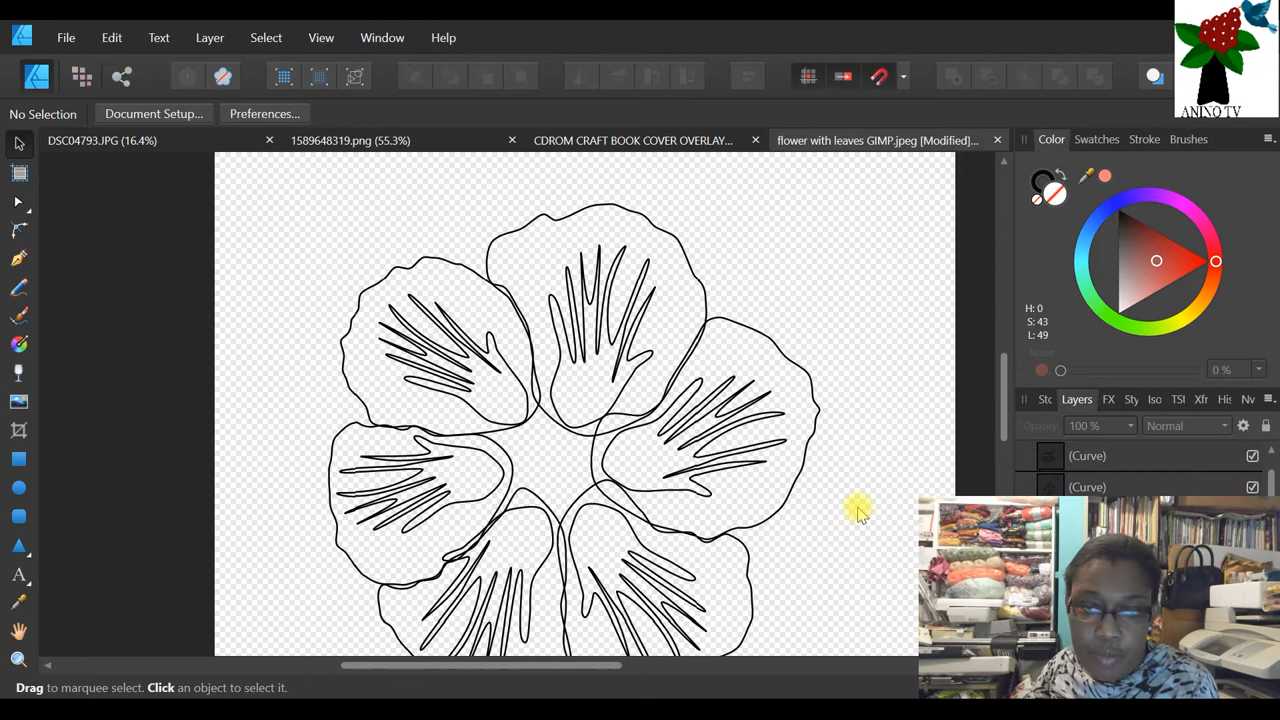 File Edit Text Layer Select View Window Help
ANIXO TV
No Selection Document Setup... Preferences...
DSC04793.JPG (16.4%) 1589648319.png (55.3%) CDROM CRAFT BOOK COVER OVERLAY... flower with leaves GIMP.jpeg [Modified]...
Color Swatches Stroke Brushes
H: 0
S: 43
L: 49
Noise
0 %
Stc Layers FX Sty Iso TSI Xfr His Nv
Opacity: 100 % Normal
(Curve)
(Curve)
A
Drag to marquee select. Click an object to select it.